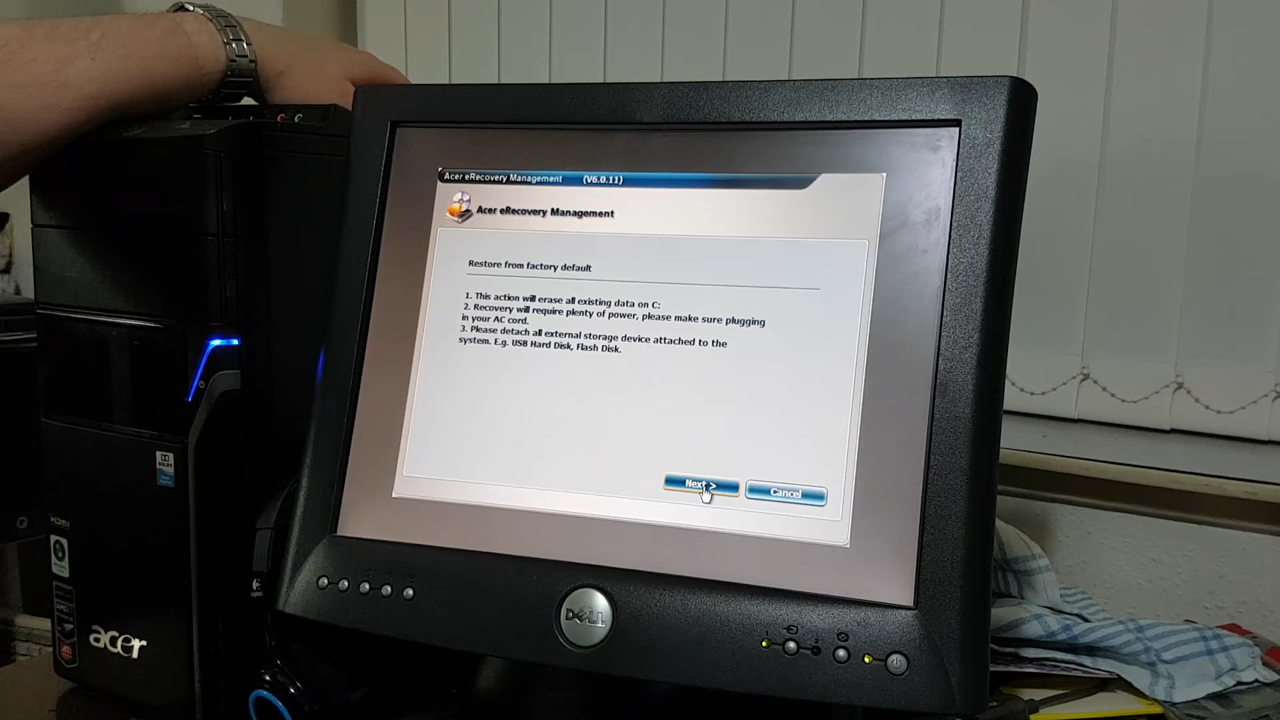 Acer eRecovery Management (V6.0.11)
Acer eRecovery Management
Restore from factory default
1. This action will erase all existing data on C:
2. Recovery will require plenty of power, please make sure plugging
in your AC cord.
3. Please detach all external storage device attached to the
system. E.g. USB Hard Disk, Flash Disk.
Next >
Cancel
DELL
HDMI
acer